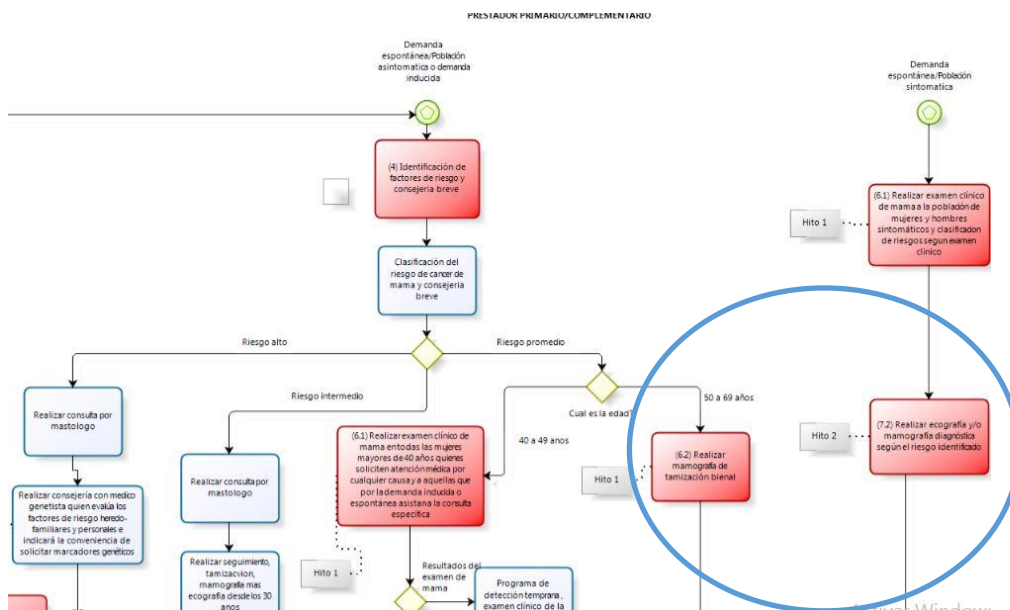 PRESTADOR PRIMARIO/COMPLEMENTARIO
Demanda
espontánea/Población
asintomatica o demanda
inducida
Demanda
espontánea/Población
sintomatica
(4) Identificación de
factores de riesgo y
consejeria breve
Hito 1
(6.1) Realizar examen clínico
de mama a la población de
mujeres y hombres
sintomáticos y clasificacion
de riesgos segun examen
clinico
Clasificación del
riesgo de cancer de
mama y consejeria
breve
Riesgo alto
Riesgo promedio
Riesgo intermedio
Cual es la edad?
50 a 69 años
40 a 49 anos
Realizar consulta por
mastologo
(6.1) Realizar examen clínico de
mama en todas las mujeres
mayores de 40 años quienes
soliciten atención médica por
cualquier causa y a aquellas que
por la demanda incluida o
espontánea asistan a la consulta
especifica
Hito 1
(6.2) Realizar
mamografia de
tamización bienal
Hito 2
(7.2) Realizar ecografía y/o
mamografia diagnóstica
según el riesgo identificado
Realizar consulta por
mastologo
Realizar consejería con medico
genetista quien evalúa los
factores de riesgo heredo-
familiares y personales e
indicará la conveniencia de
solicitar marcadores genéticos
Realizar seguimiento,
tamizacvion,
mamografia mas
ecografia desde los 30
anos
Hito 1
Resultados del
examen de
mama
Programa de
detección temprana,
examen clínico de la